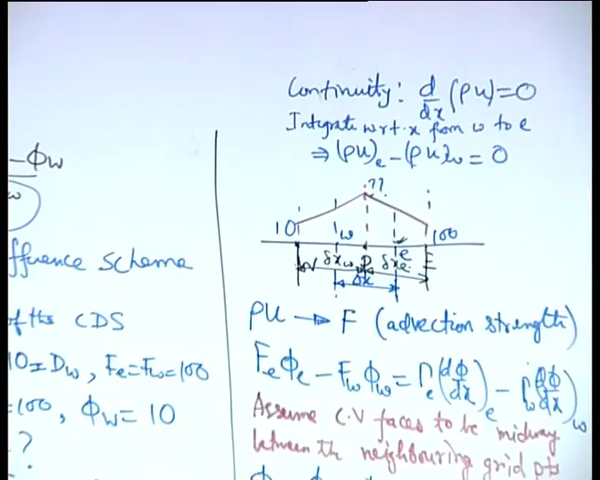 Continuity: d/dx (ρu)=0
Integrate w.r.t. x from w to e
⇒ (ρu)e - (ρu)w = 0
??
10 w e 100
W δxw P δxe E
Δx
ρu → F (advection strength)
Feφe - Fwφw = Γe(dφ/dx)e - Γw(dφ/dx)w
Assume C.V faces to be midway
between the neighbouring grid pts
-φw
w
fference scheme
of the CDS
10=Dw, Fe=Fw=100
=100, φw=10
?